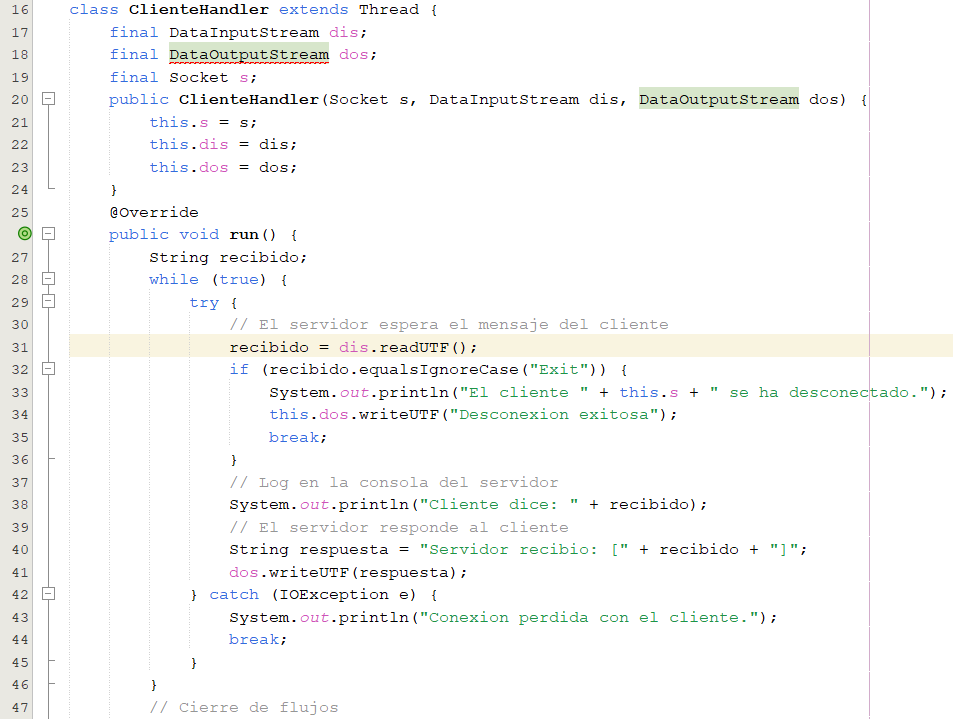 16 class ClienteHandler extends Thread {
17 final DataInputStream dis;
18 final DataOutputStream dos;
19 final Socket s;
20 public ClienteHandler(Socket s, DataInputStream dis, DataOutputStream dos) {
21 this.s = s;
22 this.dis = dis;
23 this.dos = dos;
24 }
25 @Override
public void run() {
27 String recibido;
28 while (true) {
29 try {
30 // El servidor espera el mensaje del cliente
31 recibido = dis.readUTF();
32 if (recibido.equalsIgnoreCase("Exit")) {
33 System.out.println("El cliente " + this.s + " se ha desconectado.");
34 this.dos.writeUTF("Desconexion exitosa");
35 break;
36 }
37 // Log en la consola del servidor
38 System.out.println("Cliente dice: " + recibido);
39 // El servidor responde al cliente
40 String respuesta = "Servidor recibio: [" + recibido + "]";
41 dos.writeUTF(respuesta);
42 } catch (IOException e) {
43 System.out.println("Conexion perdida con el cliente.");
44 break;
45 }
46 }
47 // Cierre de flujos